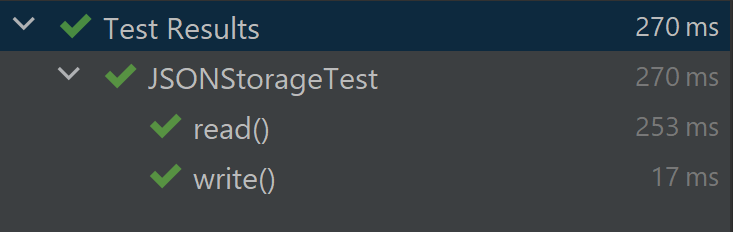 Test Results 270 ms
JSONStorageTest 270 ms
read() 253 ms
write() 17 ms